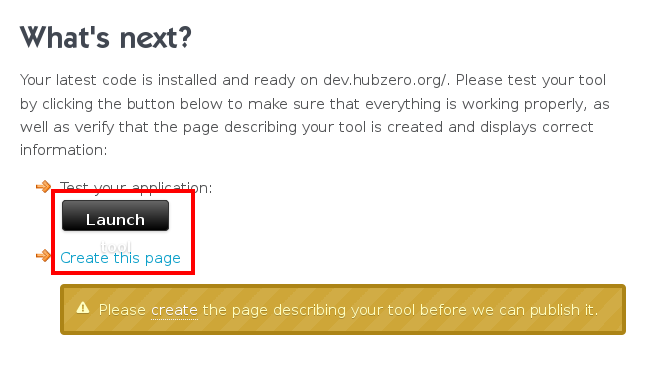 What's next?
Your latest code is installed and ready on dev.hubzero.org/. Please test your tool
by clicking the button below to make sure that everything is working properly, as
well as verify that the page describing your tool is created and displays correct
information:
Test your application:
Launch
tool
Create this page
Please create the page describing your tool before we can publish it.